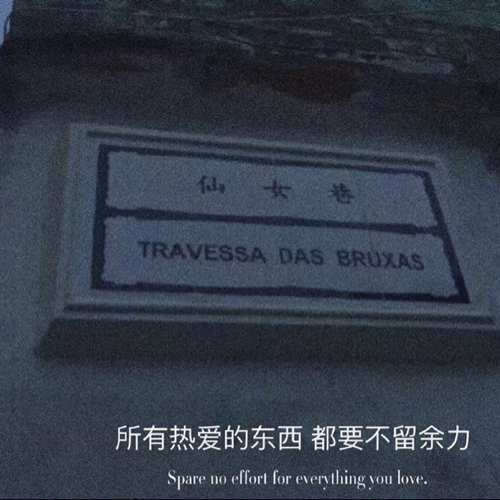 仙女巷
TRAVESSA DAS BRUXAS
所有热爱的东西 都要不留余力
Spare no effort for everything you love.